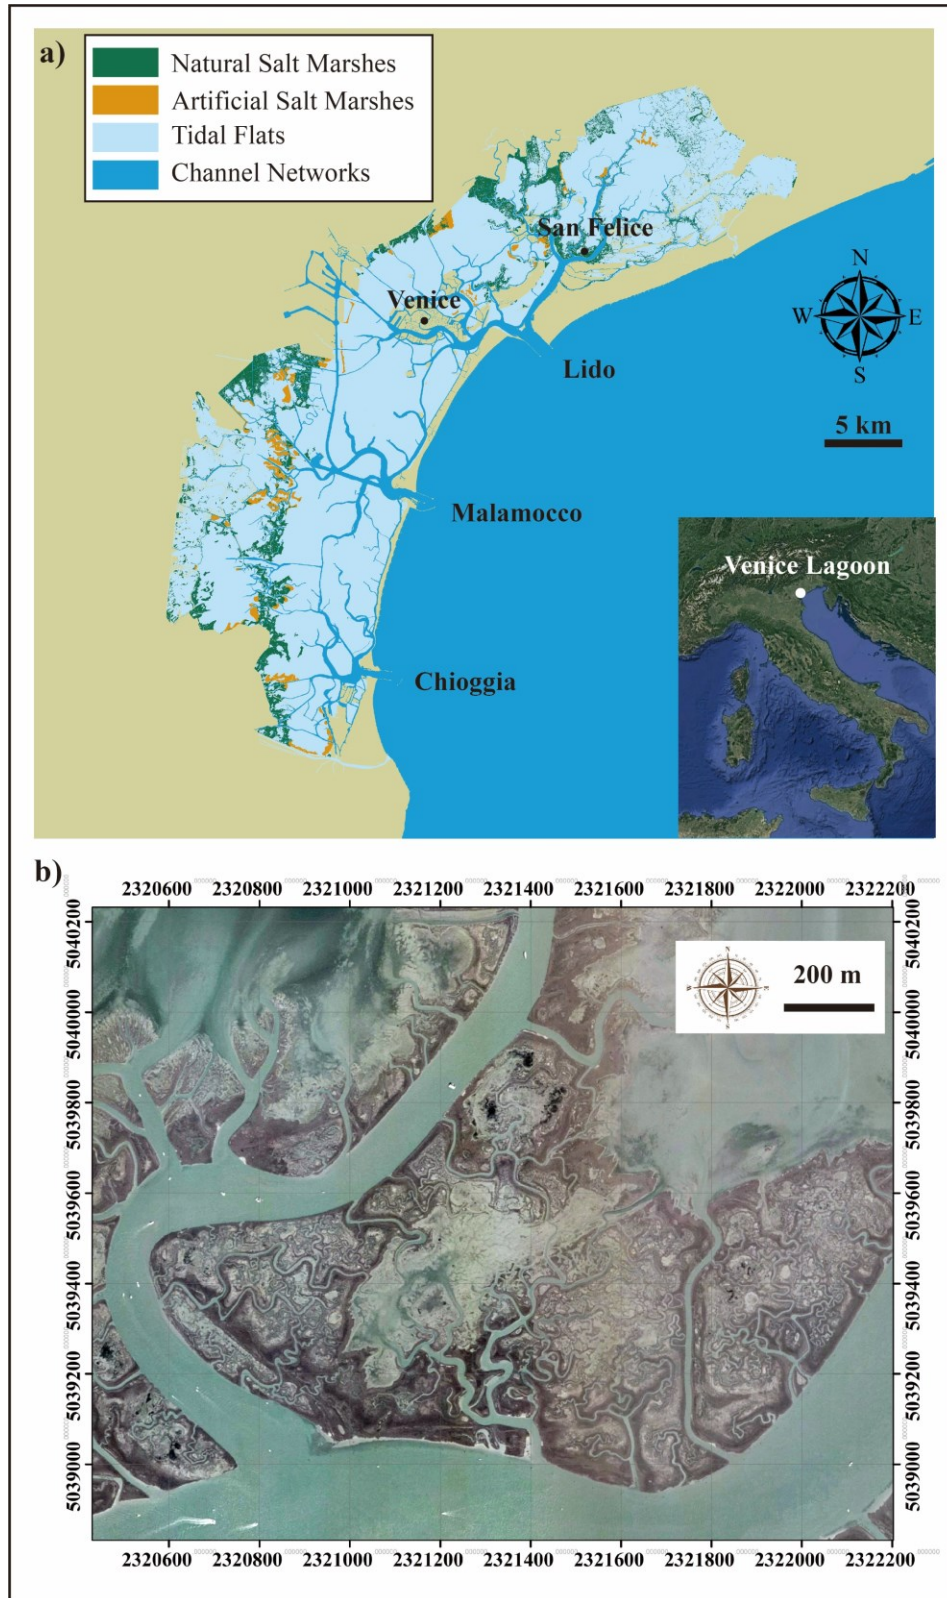 a)
Natural Salt Marshes
Artificial Salt Marshes
Tidal Flats
Channel Networks
San Felice
Venice
N
W E
S
Lido
5 km
Malamocco
Venice Lagoon
Chioggia
b)
2320600 2320800 2321000 2321200 2321400 2321600 2321800 2322000 2322200
5040200
5040000
5039800
5039600
5039400
5039200
5039000
N
W E
S
200 m
5040200
5040000
5039800
5039600
5039400
5039200
5039000
2320600 2320800 2321000 2321200 2321400 2321600 2321800 2322000 2322200